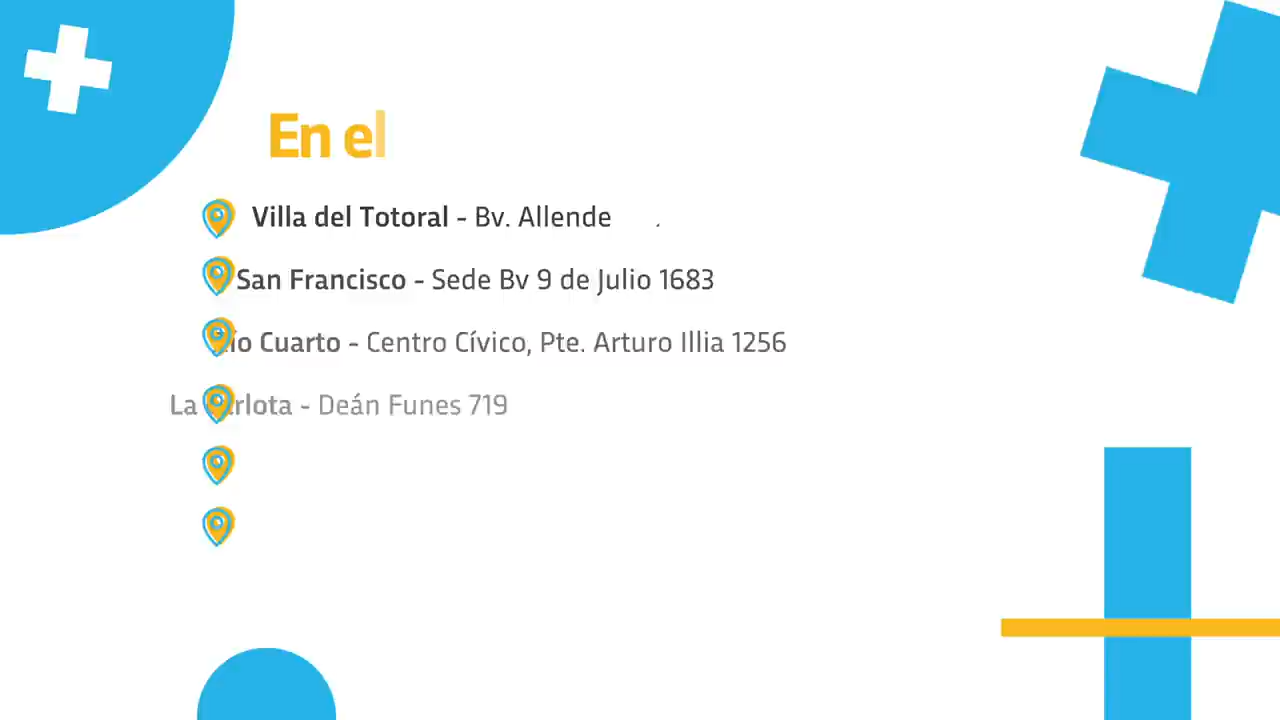 En el
Villa del Totoral - Bv. Allende
San Francisco - Sede Bv 9 de Julio 1683
Cuarto - Centro Cívico, Pte. Arturo Illia 1256
La - Deán Funes 719